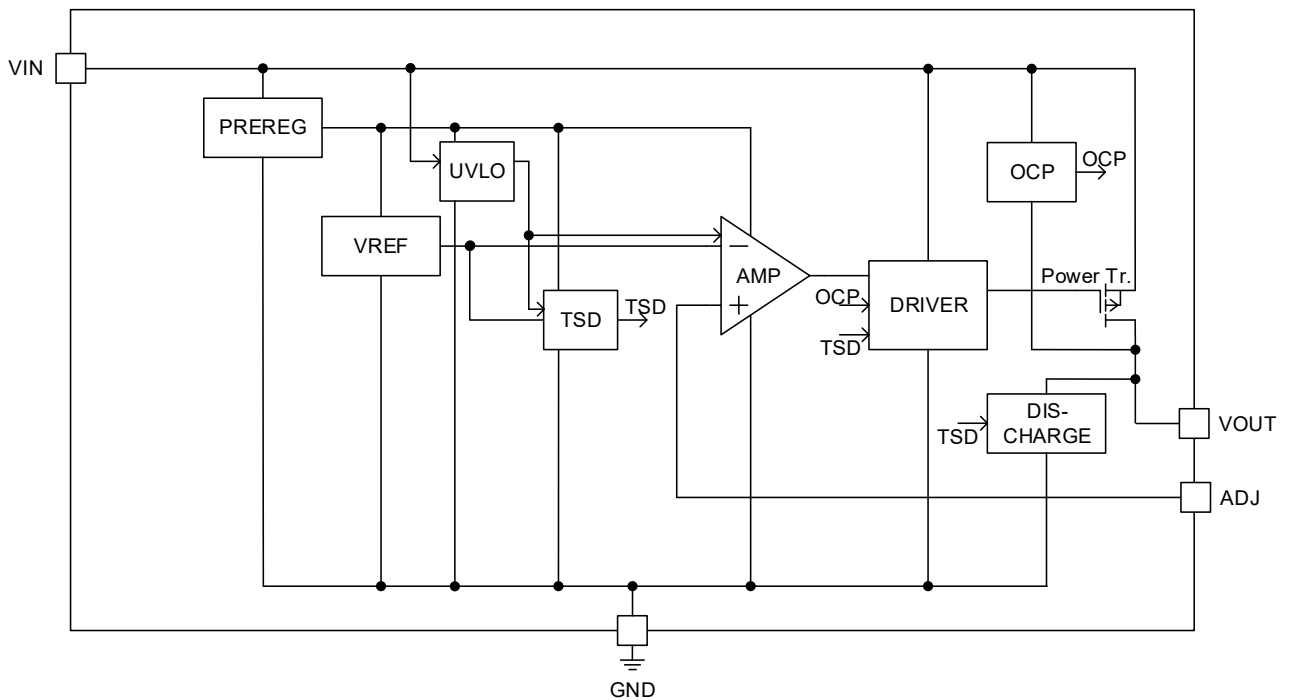 VIN
PREREG
UVLO
OCP
OCP
VREF
AMP
Power Tr.
OCP
DRIVER
TSD
TSD
TSD
DIS-
CHARGE
TSD
VOUT
ADJ
GND